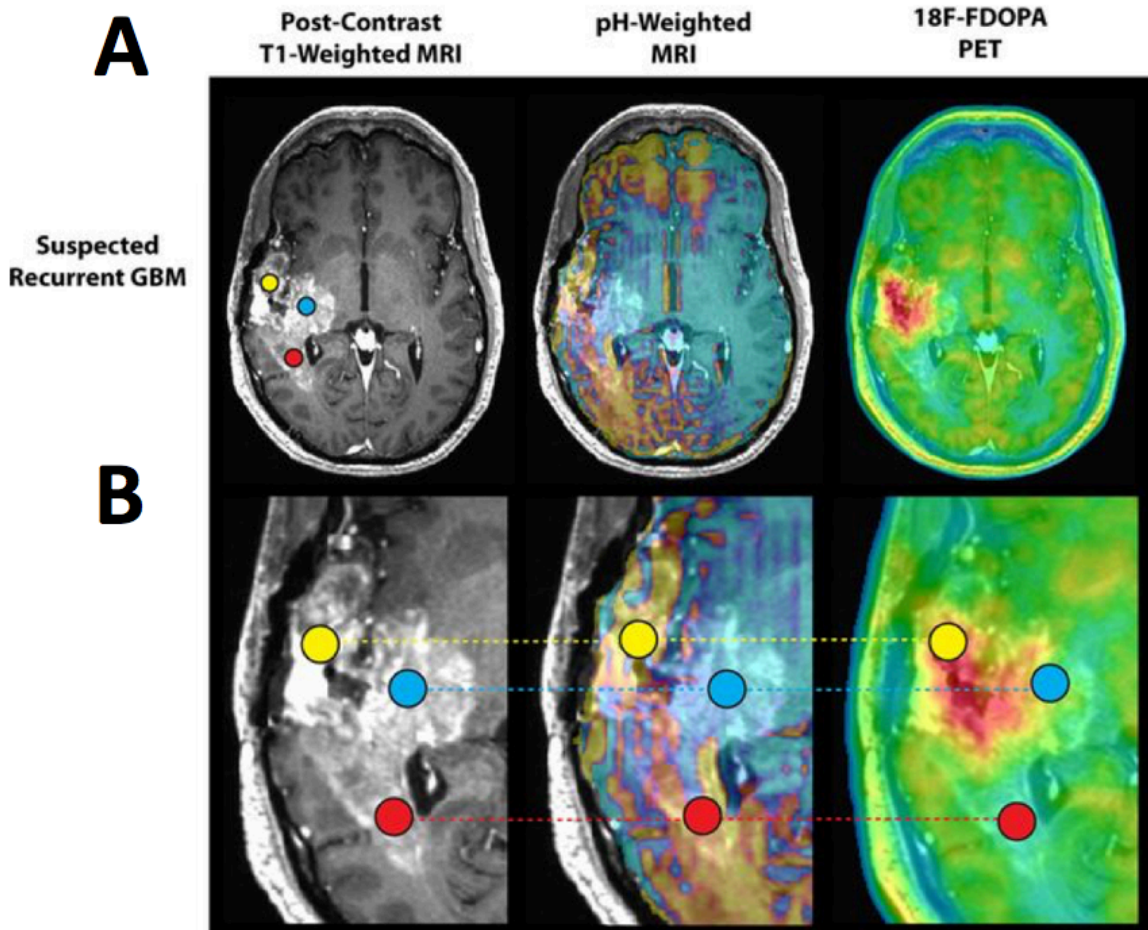 A
Post-Contrast
T1-Weighted MRI
pH-Weighted
MRI
18F-FDOPA
PET
Suspected
Recurrent GBM
B